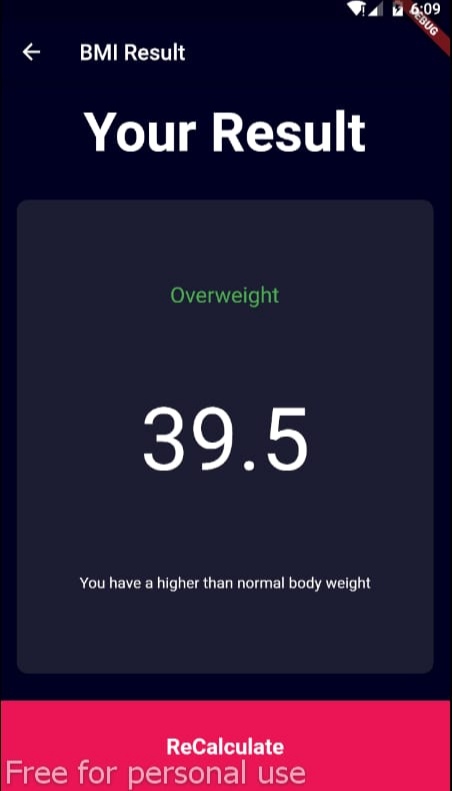 6:09
DEBUG
BMI Result
Your Result
Overweight
39.5
You have a higher than normal body weight
ReCalculate
Free for personal use